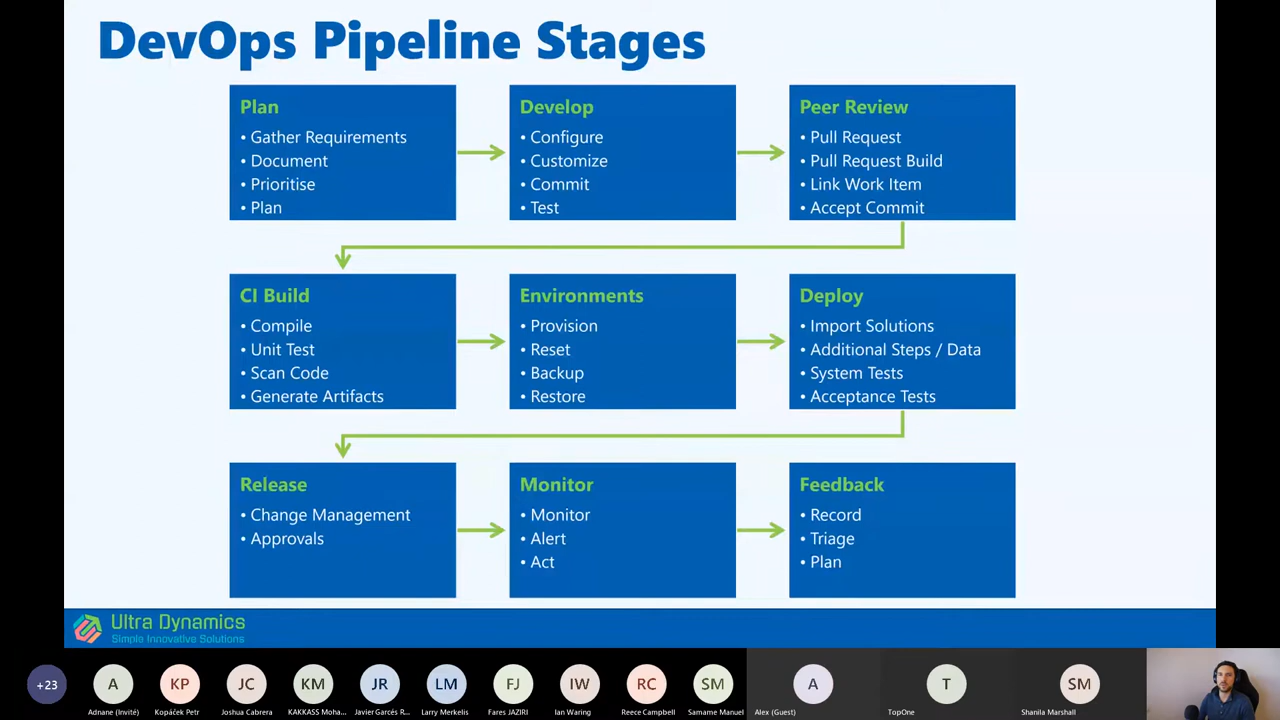 DevOps Pipeline Stages
Plan
• Gather Requirements
• Document
• Prioritise
• Plan
Develop
• Configure
• Customize
• Commit
• Test
Peer Review
• Pull Request
• Pull Request Build
• Link Work Item
• Accept Commit
CI Build
• Compile
• Unit Test
• Scan Code
• Generate Artifacts
Environments
• Provision
• Reset
• Backup
• Restore
Deploy
• Import Solutions
• Additional Steps / Data
• System Tests
• Acceptance Tests
Release
• Change Management
• Approvals
Monitor
• Monitor
• Alert
• Act
Feedback
• Record
• Triage
• Plan
Ultra Dynamics
Simple Innovative Solutions
+23
A
KP
JC
KM
JR
LM
FJ
IW
RC
SM
A
T
SM
Adnane (Invité)
Kopáček Petr
Joshua Cabrera
KAKKASS Moha...
Javier Garcés R...
Larry Merkelis
Fares JAZIRI
Ian Waring
Reece Campbell
Samame Manuel
Alex (Guest)
TopOne
Shanila Marshall